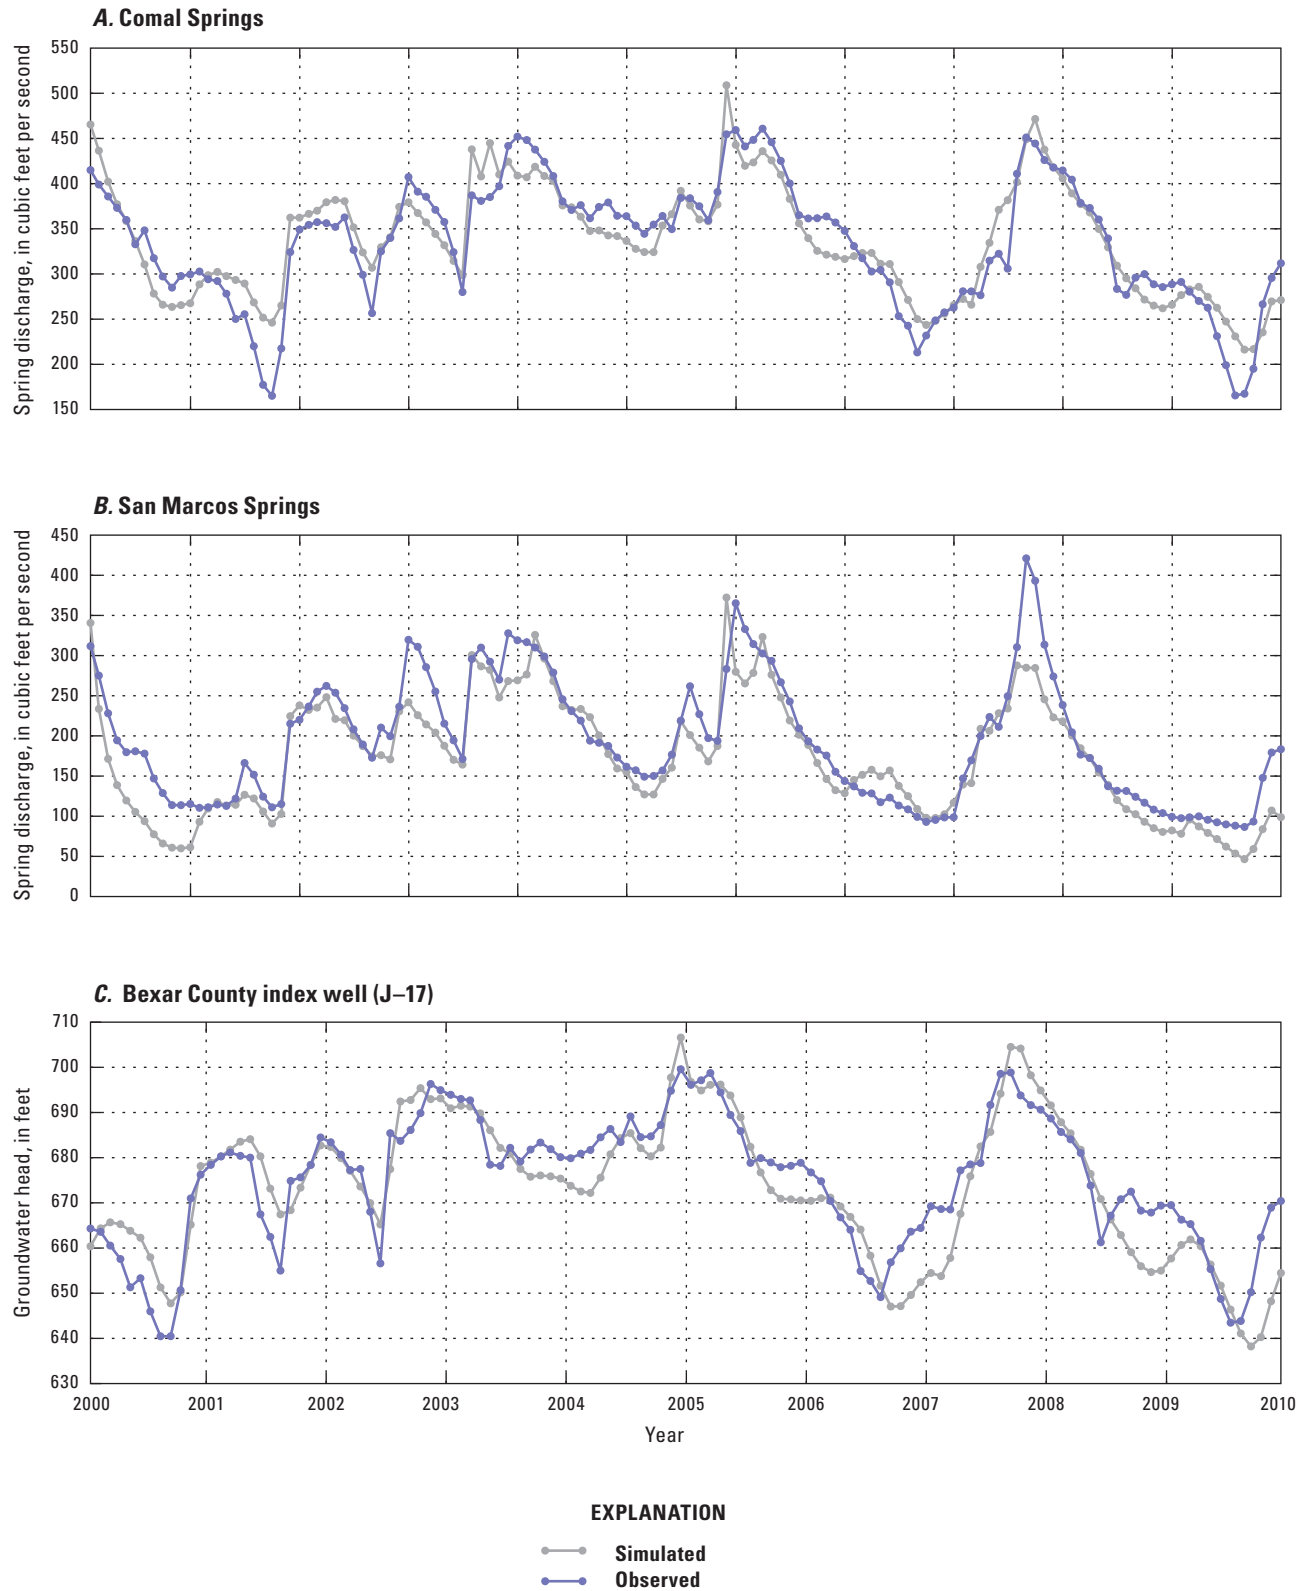 A. Comal Springs
Spring discharge, in cubic feet per second
550
500
450
400
350
300
250
200
150
B. San Marcos Springs
Spring discharge, in cubic feet per second
450
400
350
300
250
200
150
100
50
0
C. Bexar County index well (J–17)
Groundwater head, in feet
710
700
690
680
670
660
650
640
630
2000 2001 2002 2003 2004 2005 2006 2007 2008 2009 2010
Year
EXPLANATION
Simulated
Observed